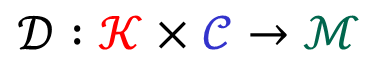 𝒟 : 𝒦 × 𝒞 → ℳ